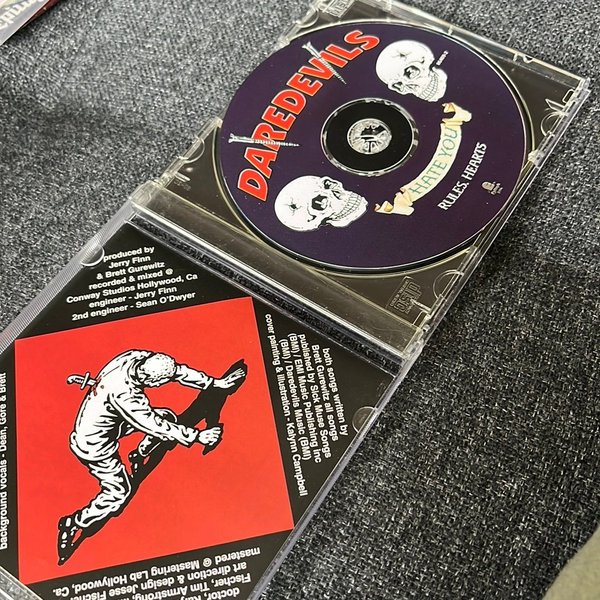 DAREDEVILS
HATE YOU
RULES, HEARTS
produced by
Jerry Finn
& Brett Gurewitz
recorded & mixed @
Conway Studios Hollywood, Ca
engineer - Jerry Finn
2nd engineer - Sean O'Dwyer
both songs written by
Brett Gurewitz all songs
published by Sick Muse Songs
(BMI) / EMI Music Publishing Inc
(BMI) / Daredevils Music (BMI)
cover painting & illustration - Kalynn Campbell
background vocals - Dean, Gore & Brett
doctor,
Fischer, Tim Armstrong,
art direction & design Jesse Fischer
mastered @ Mastering Lab Hollywood, Ca.